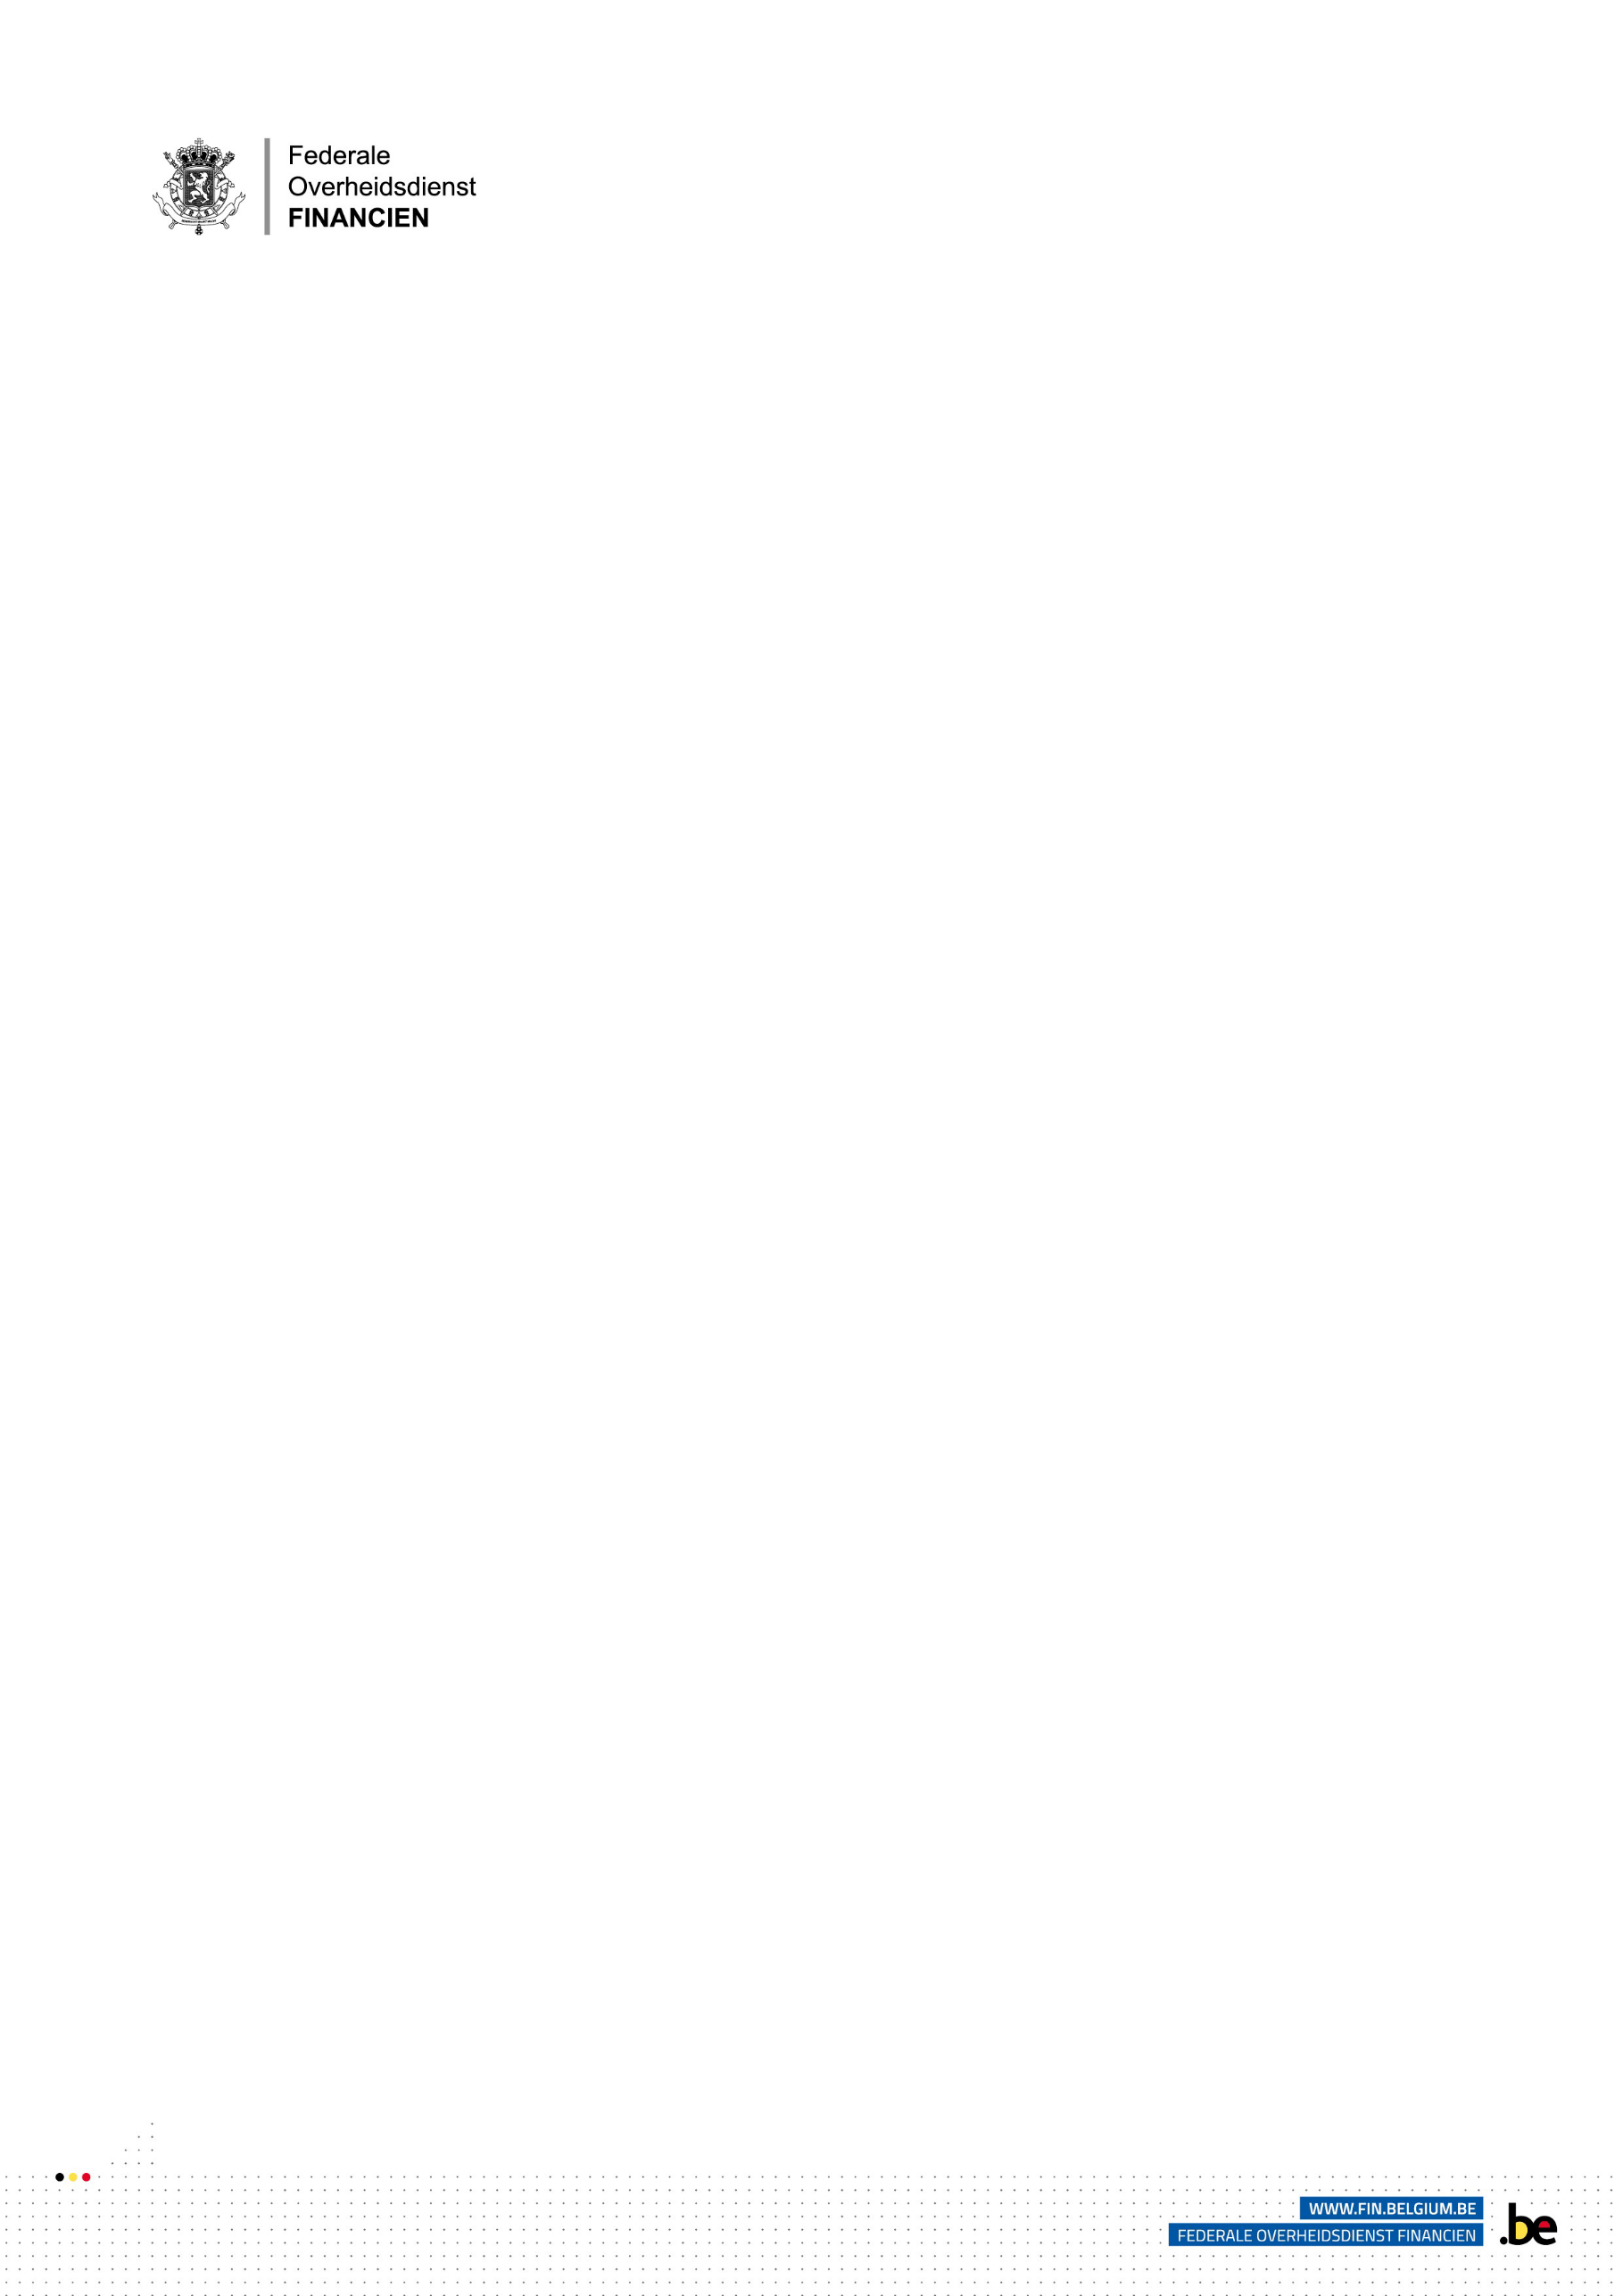 Federale
Overheidsdienst
FINANCIEN
WWW.FIN.BELGIUM.BE
FEDERALE OVERHEIDSDIENST FINANCIEN
.be